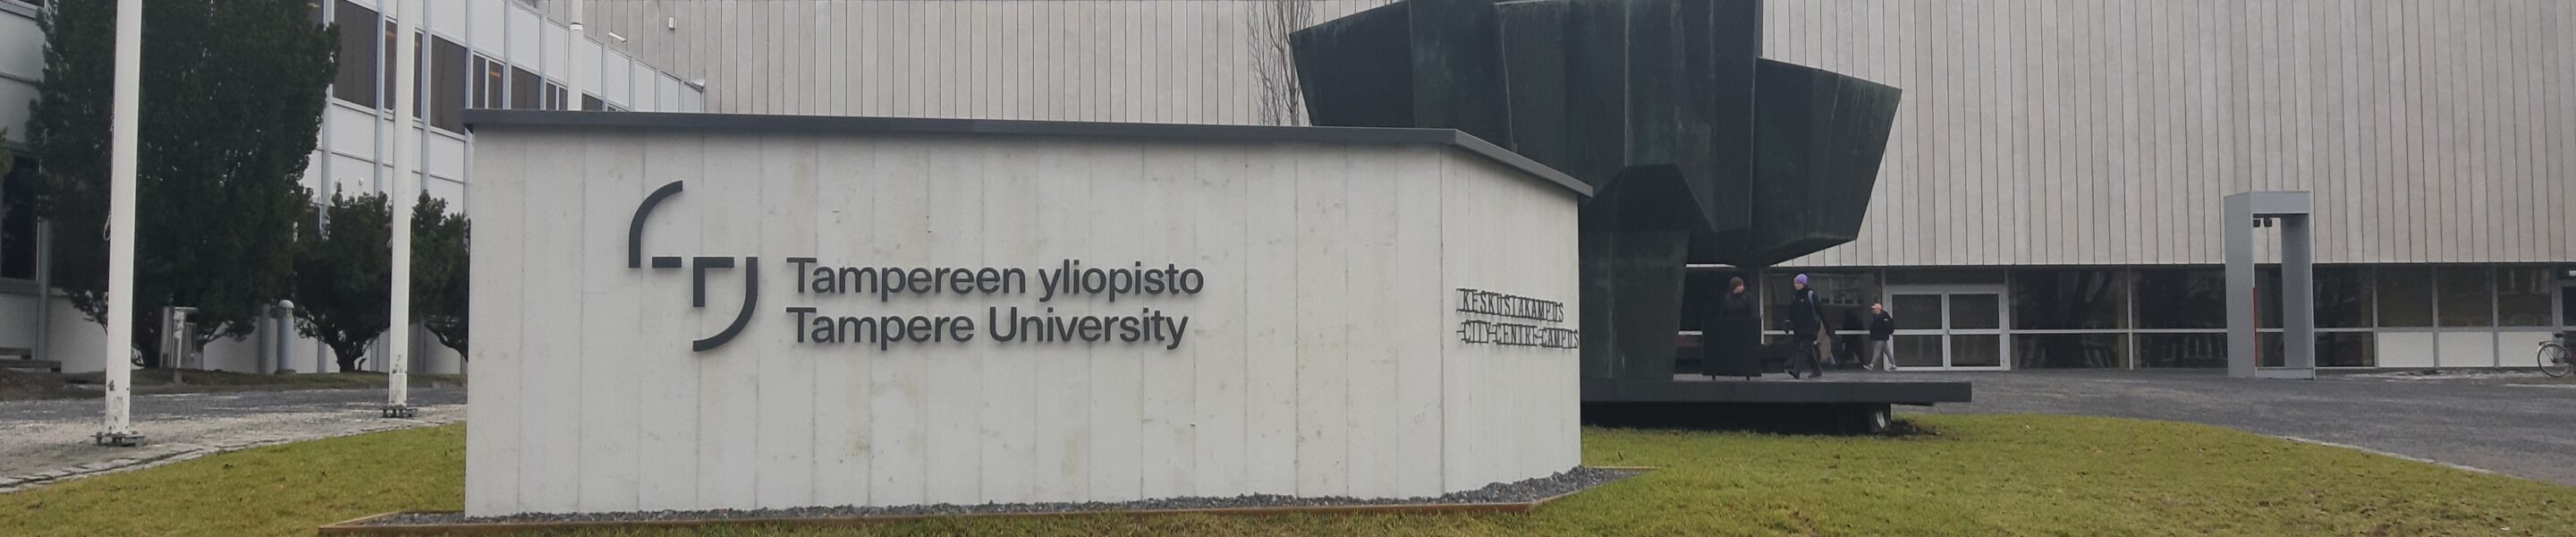 Tampereen yliopisto
Tampere University
KESKUSTAKAMPUS
CITY CENTRE CAMPUS